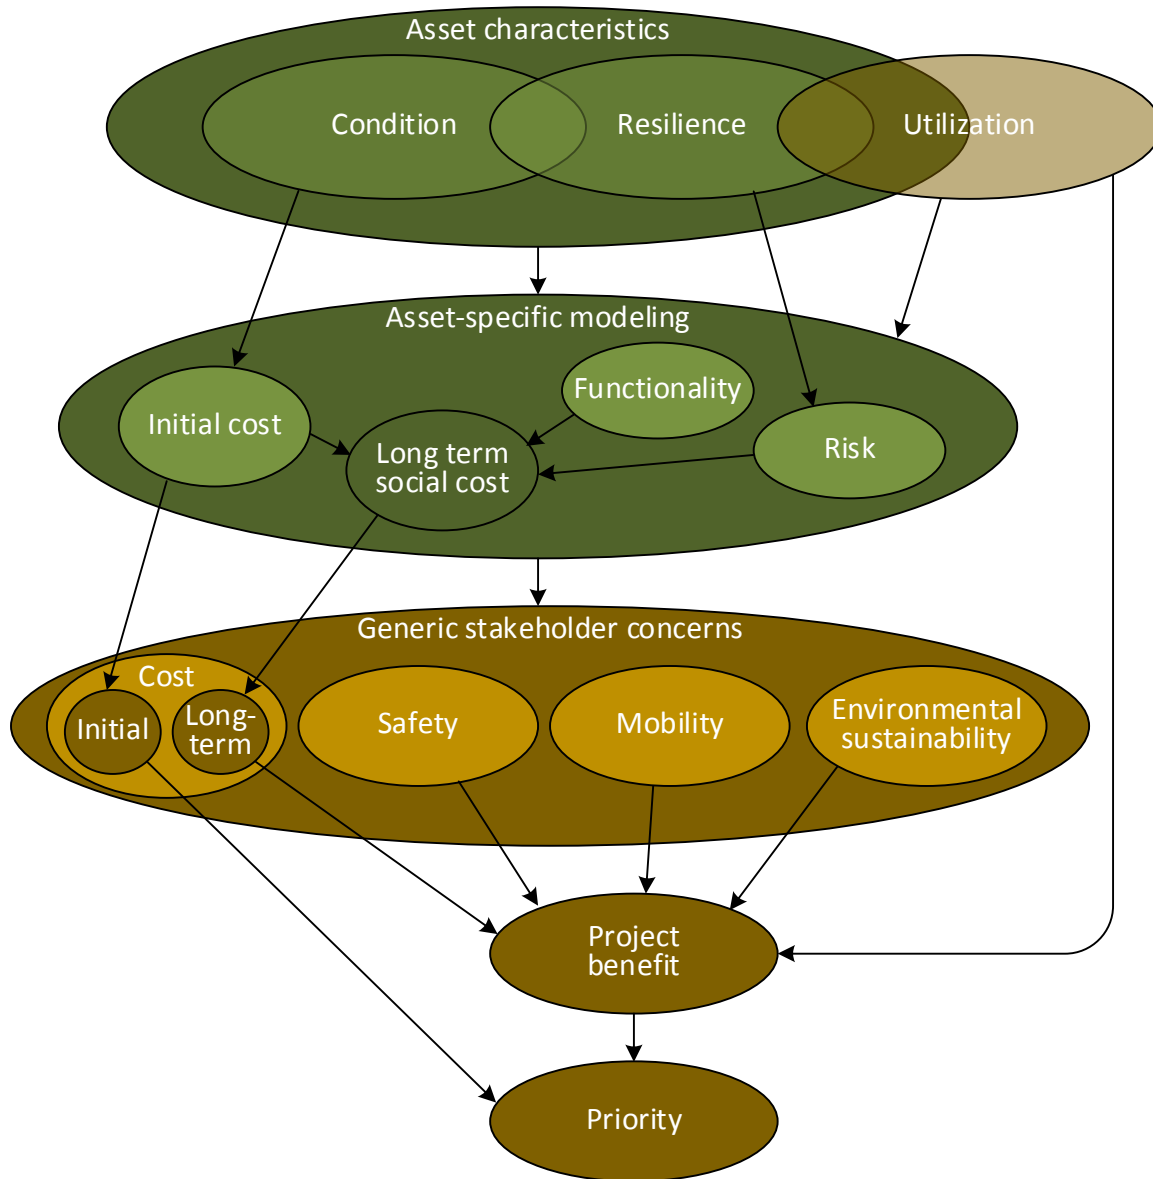 Asset characteristics
Condition
Resilience
Utilization
Asset-specific modeling
Functionality
Initial cost
Long term
social cost
Risk
Generic stakeholder concerns
Cost
Initial
Long-
term
Safety
Mobility
Environmental
sustainability
Project
benefit
Priority